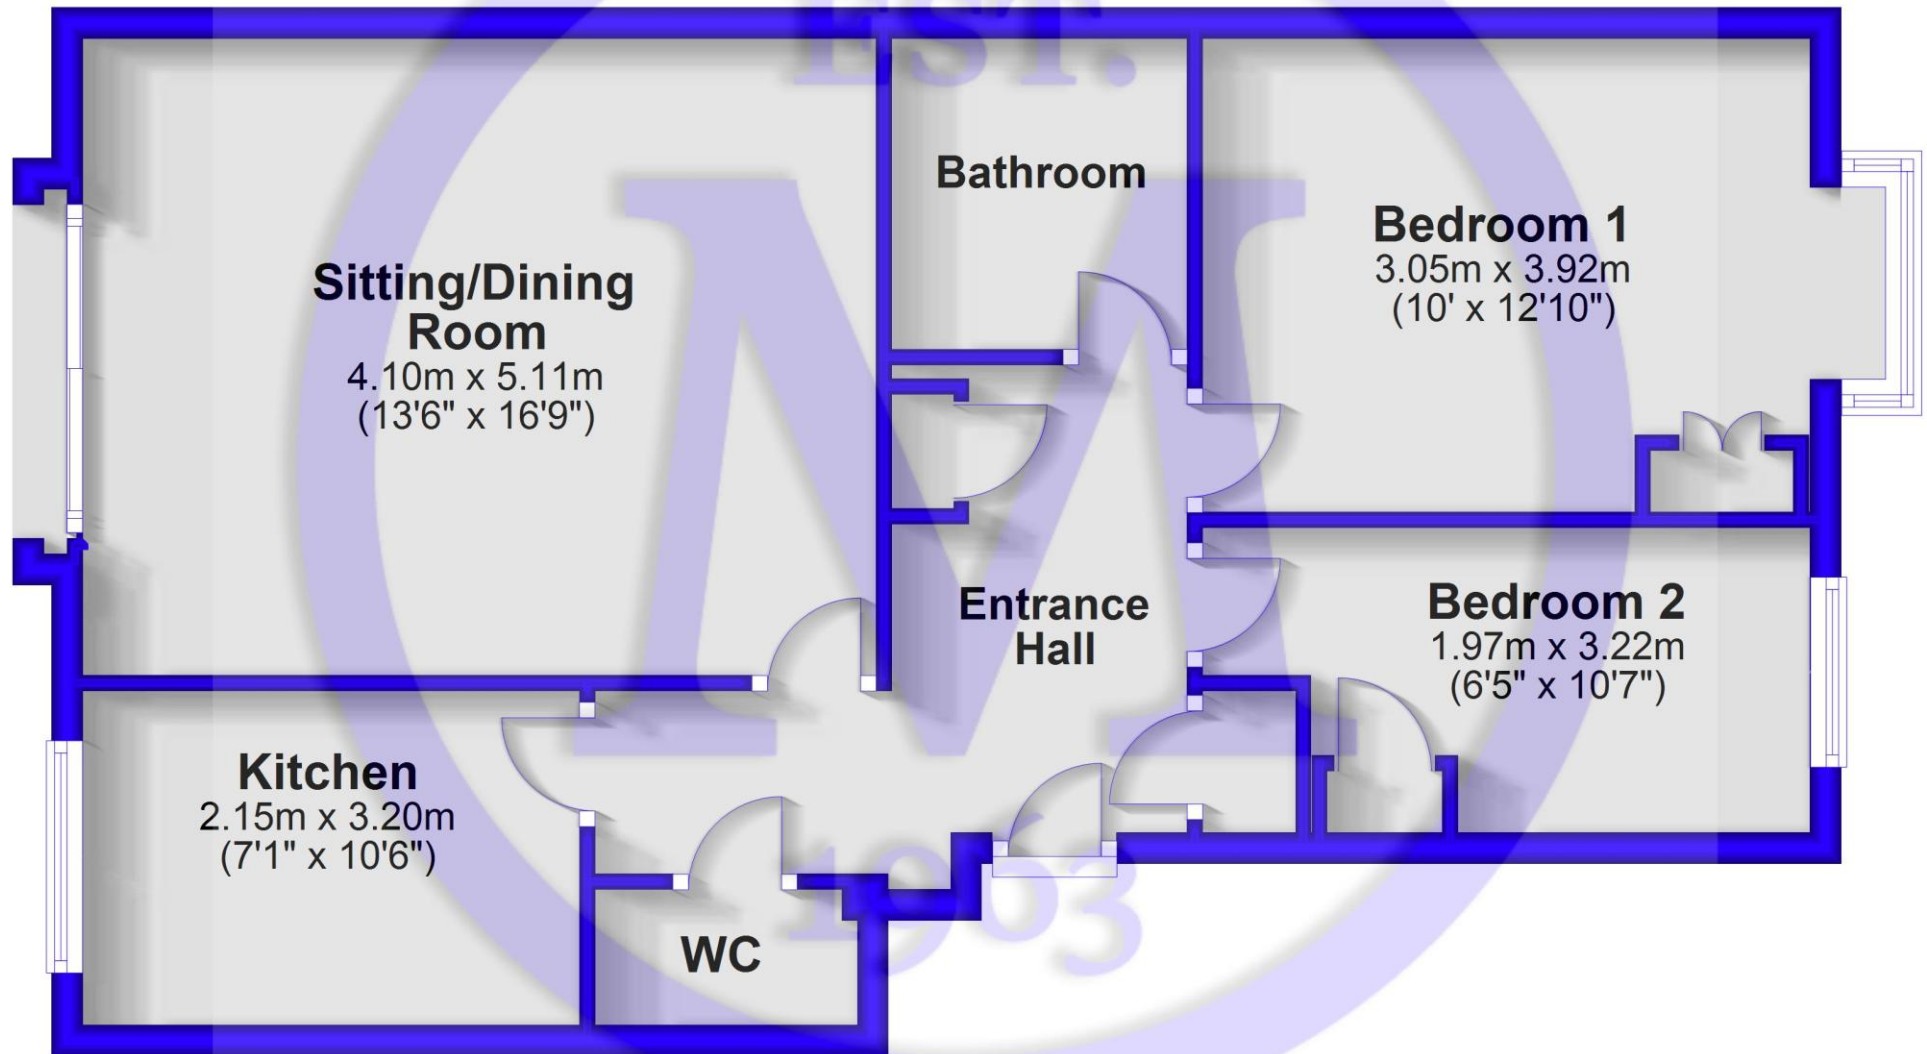 EST.
Bathroom
Bedroom 1
3.05m x 3.92m
(10' x 12'10")
Sitting/Dining
Room
4.10m x 5.11m
(13'6" x 16'9")
M
Entrance
Hall
Bedroom 2
1.97m x 3.22m
(6'5" x 10'7")
Kitchen
2.15m x 3.20m
(7'1" x 10'6")
WC
1963